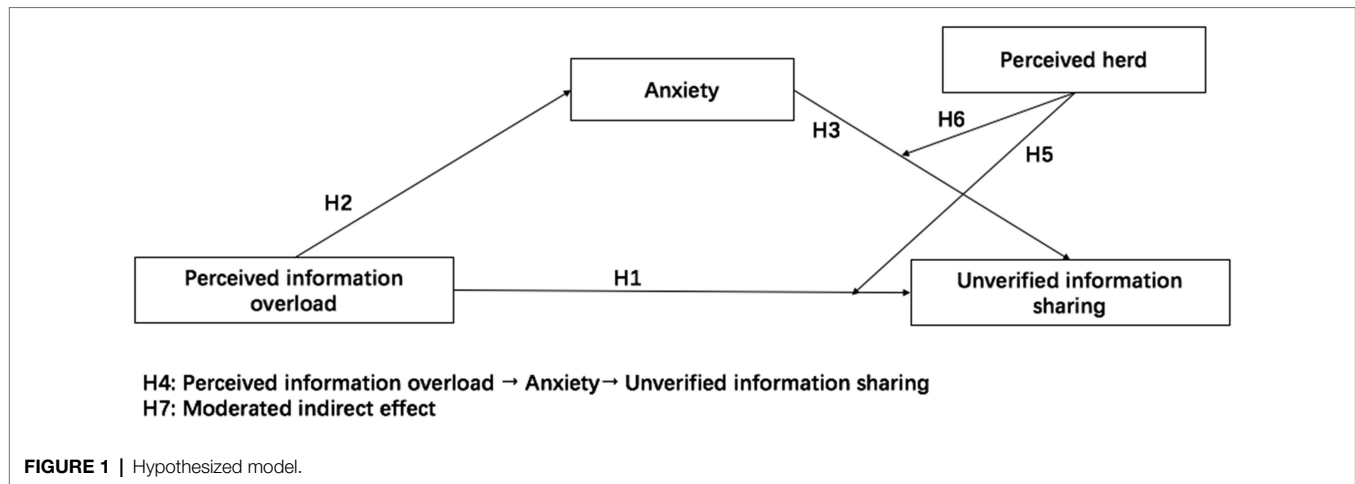 Perceived herd
Anxiety
H6
H3
H5
H2
Perceived information
overload
H1
Unverified information
sharing
H4: Perceived information overload → Anxiety→ Unverified information sharing
H7: Moderated indirect effect
FIGURE 1 | Hypothesized model.